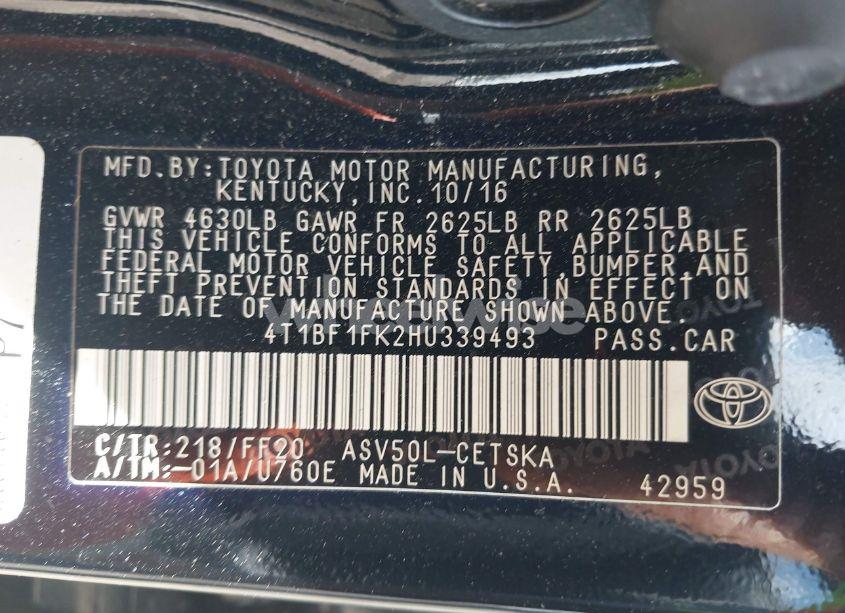 MFD.BY:TOYOTA MOTOR MANUFACTURING,
KENTUCKY,INC.10/16
GVWR 4630LB GAWR FR 2625LB RR 2625LB
THIS VEHICLE CONFORMS TO ALL APPLICABLE
FEDERAL MOTOR VEHICLE SAFETY,BUMPER,AND
THEFT PREVENTION STANDARDS IN EFFECT ON
THE DATE OF MANUFACTURE SHOWN ABOVE.
4T1BF1FK2HU339493 PASS.CAR
C/TR:218/FF20 ASV50L-CETSKA
A/TM:-01A/U760E MADE IN U.S.A. 42959
TOYOTA
TOYOTA